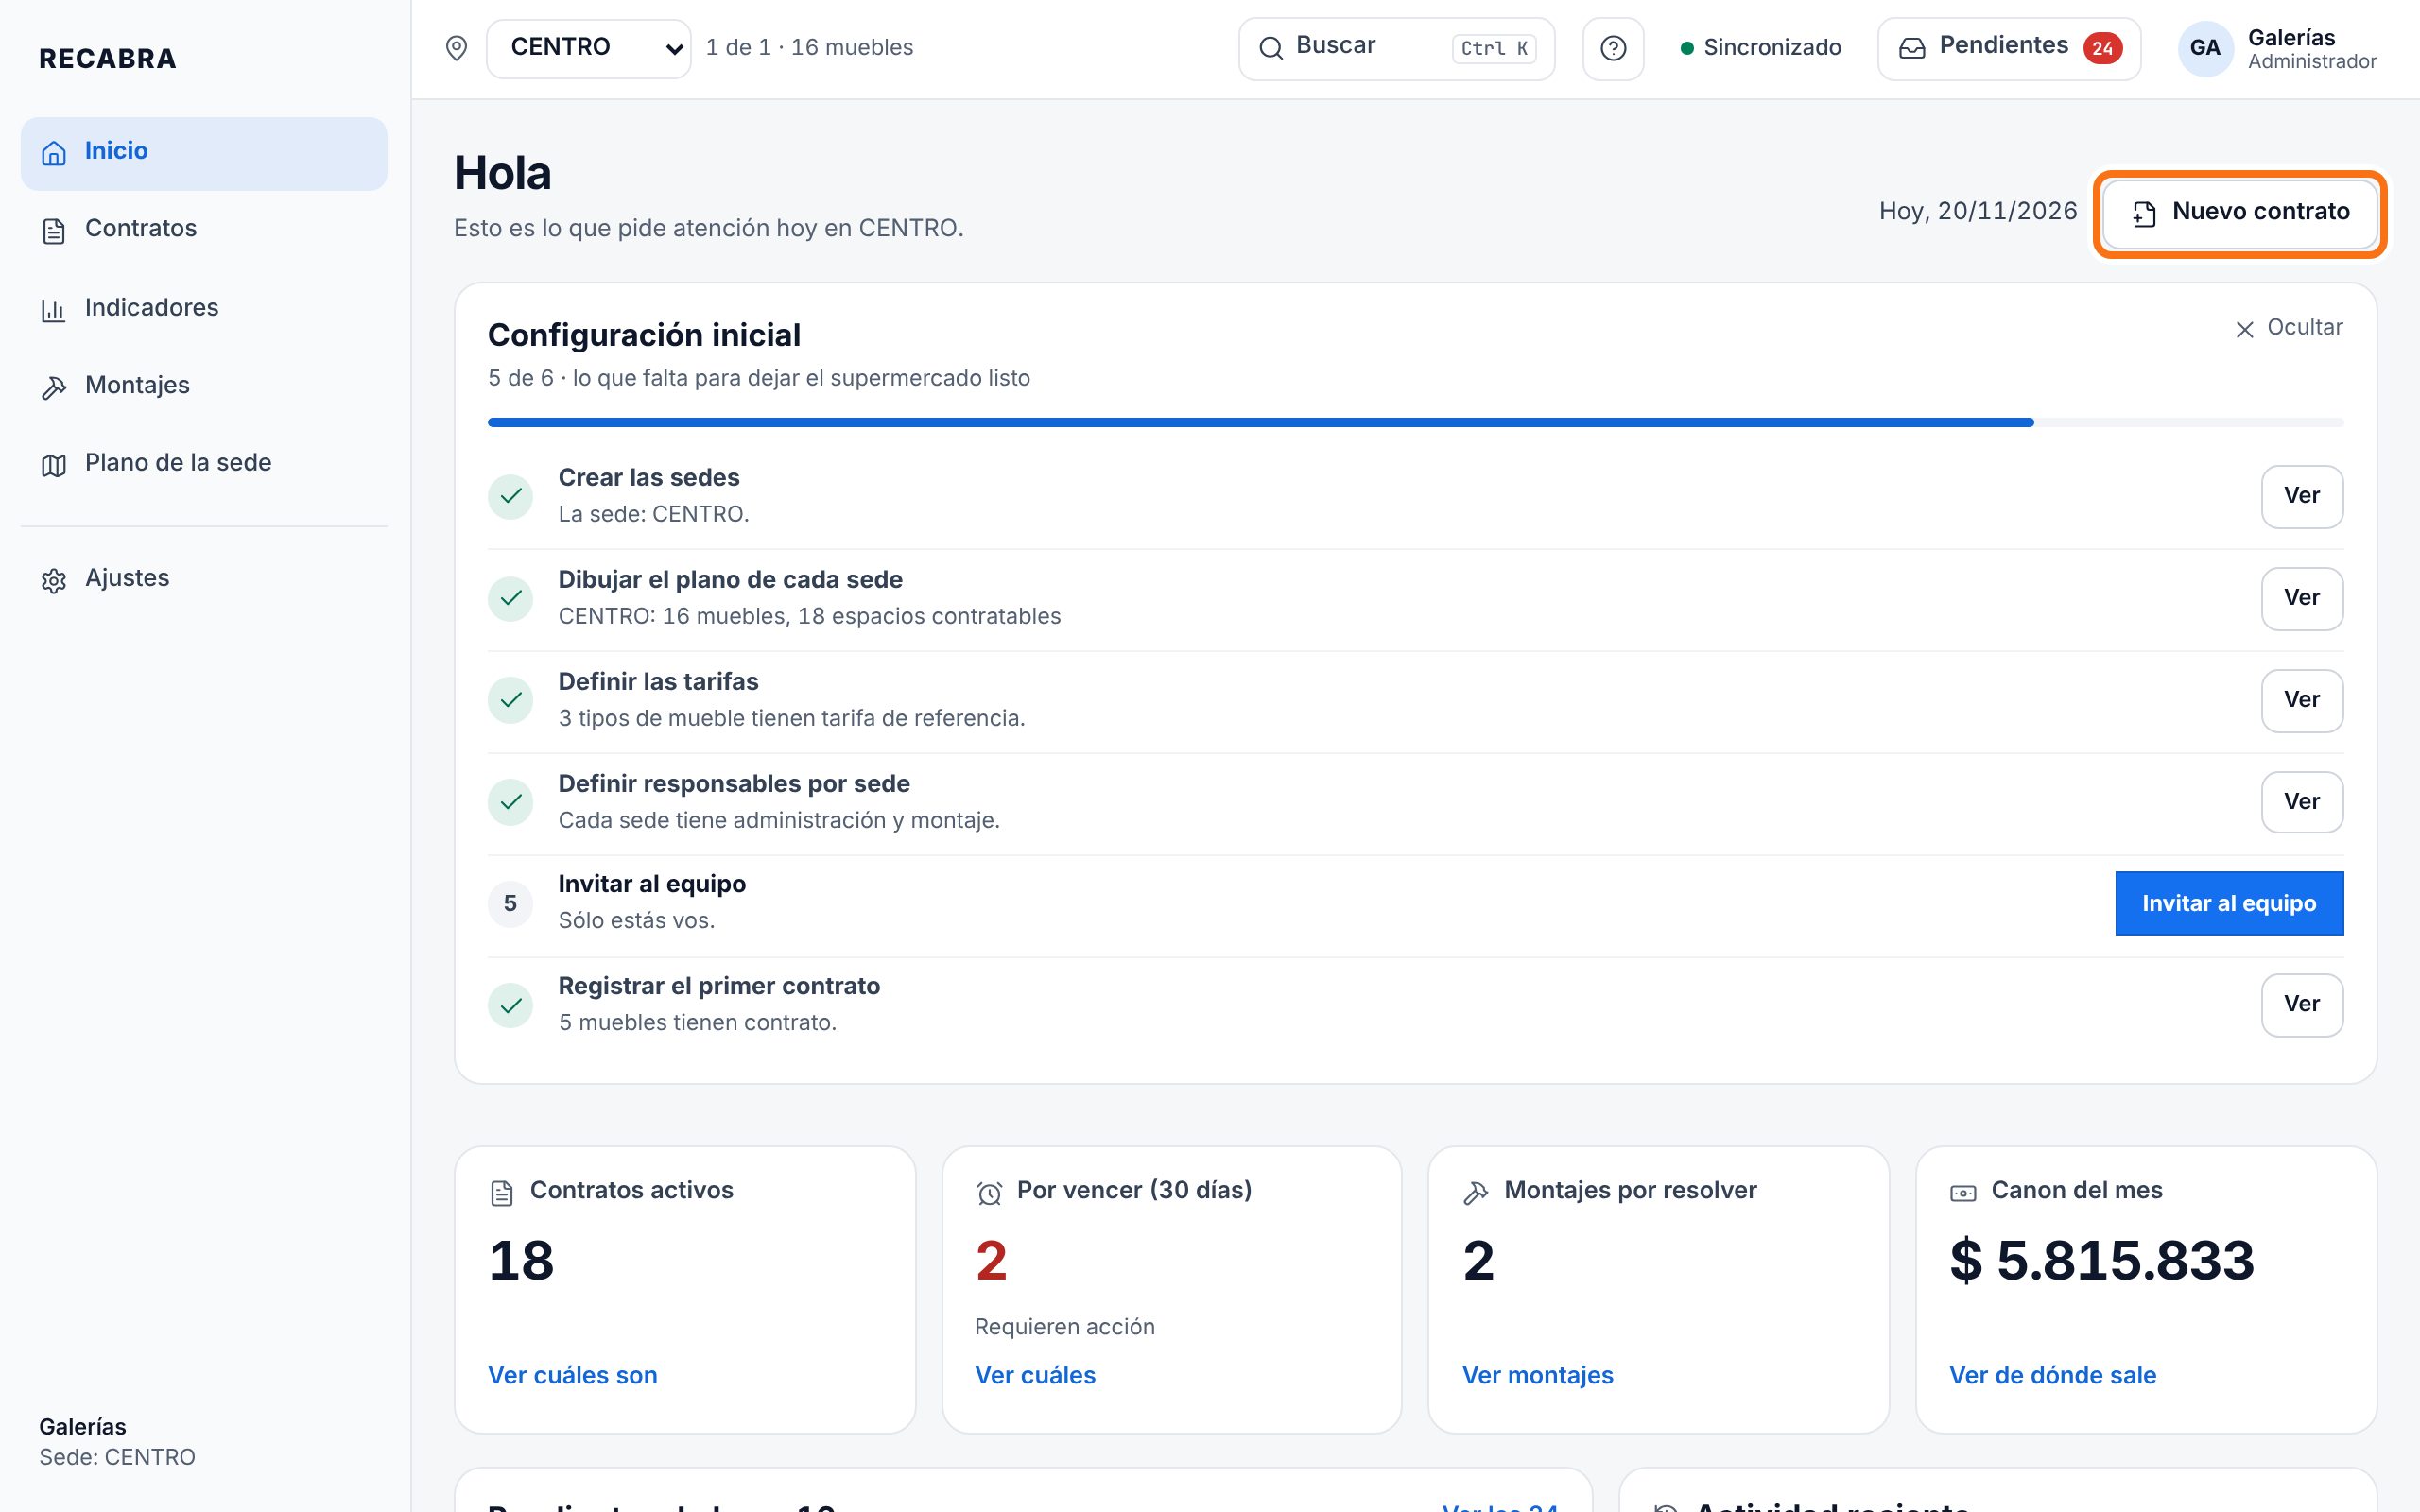 RECABRA
CENTRO
1 de 1 · 16 muebles
Buscar
Ctrl K
Sincronizado
Pendientes
24
GA
Galerías
Administrador
Inicio
Contratos
Indicadores
Montajes
Plano de la sede
Ajustes
Galerías
Sede: CENTRO
Hola
Esto es lo que pide atención hoy en CENTRO.
Hoy, 20/11/2026
Nuevo contrato
Configuración inicial
Ocultar
5 de 6 · lo que falta para dejar el supermercado listo
Crear las sedes
La sede: CENTRO.
Ver
Dibujar el plano de cada sede
CENTRO: 16 muebles, 18 espacios contratables
Ver
Definir las tarifas
3 tipos de mueble tienen tarifa de referencia.
Ver
Definir responsables por sede
Cada sede tiene administración y montaje.
Ver
5
Invitar al equipo
Sólo estás vos.
Invitar al equipo
Registrar el primer contrato
5 muebles tienen contrato.
Ver
Contratos activos
18
Ver cuáles son
Por vencer (30 días)
2
Requieren acción
Ver cuáles
Montajes por resolver
2
Ver montajes
Canon del mes
$ 5.815.833
Ver de dónde sale
Ver los 24
Actividad reciente